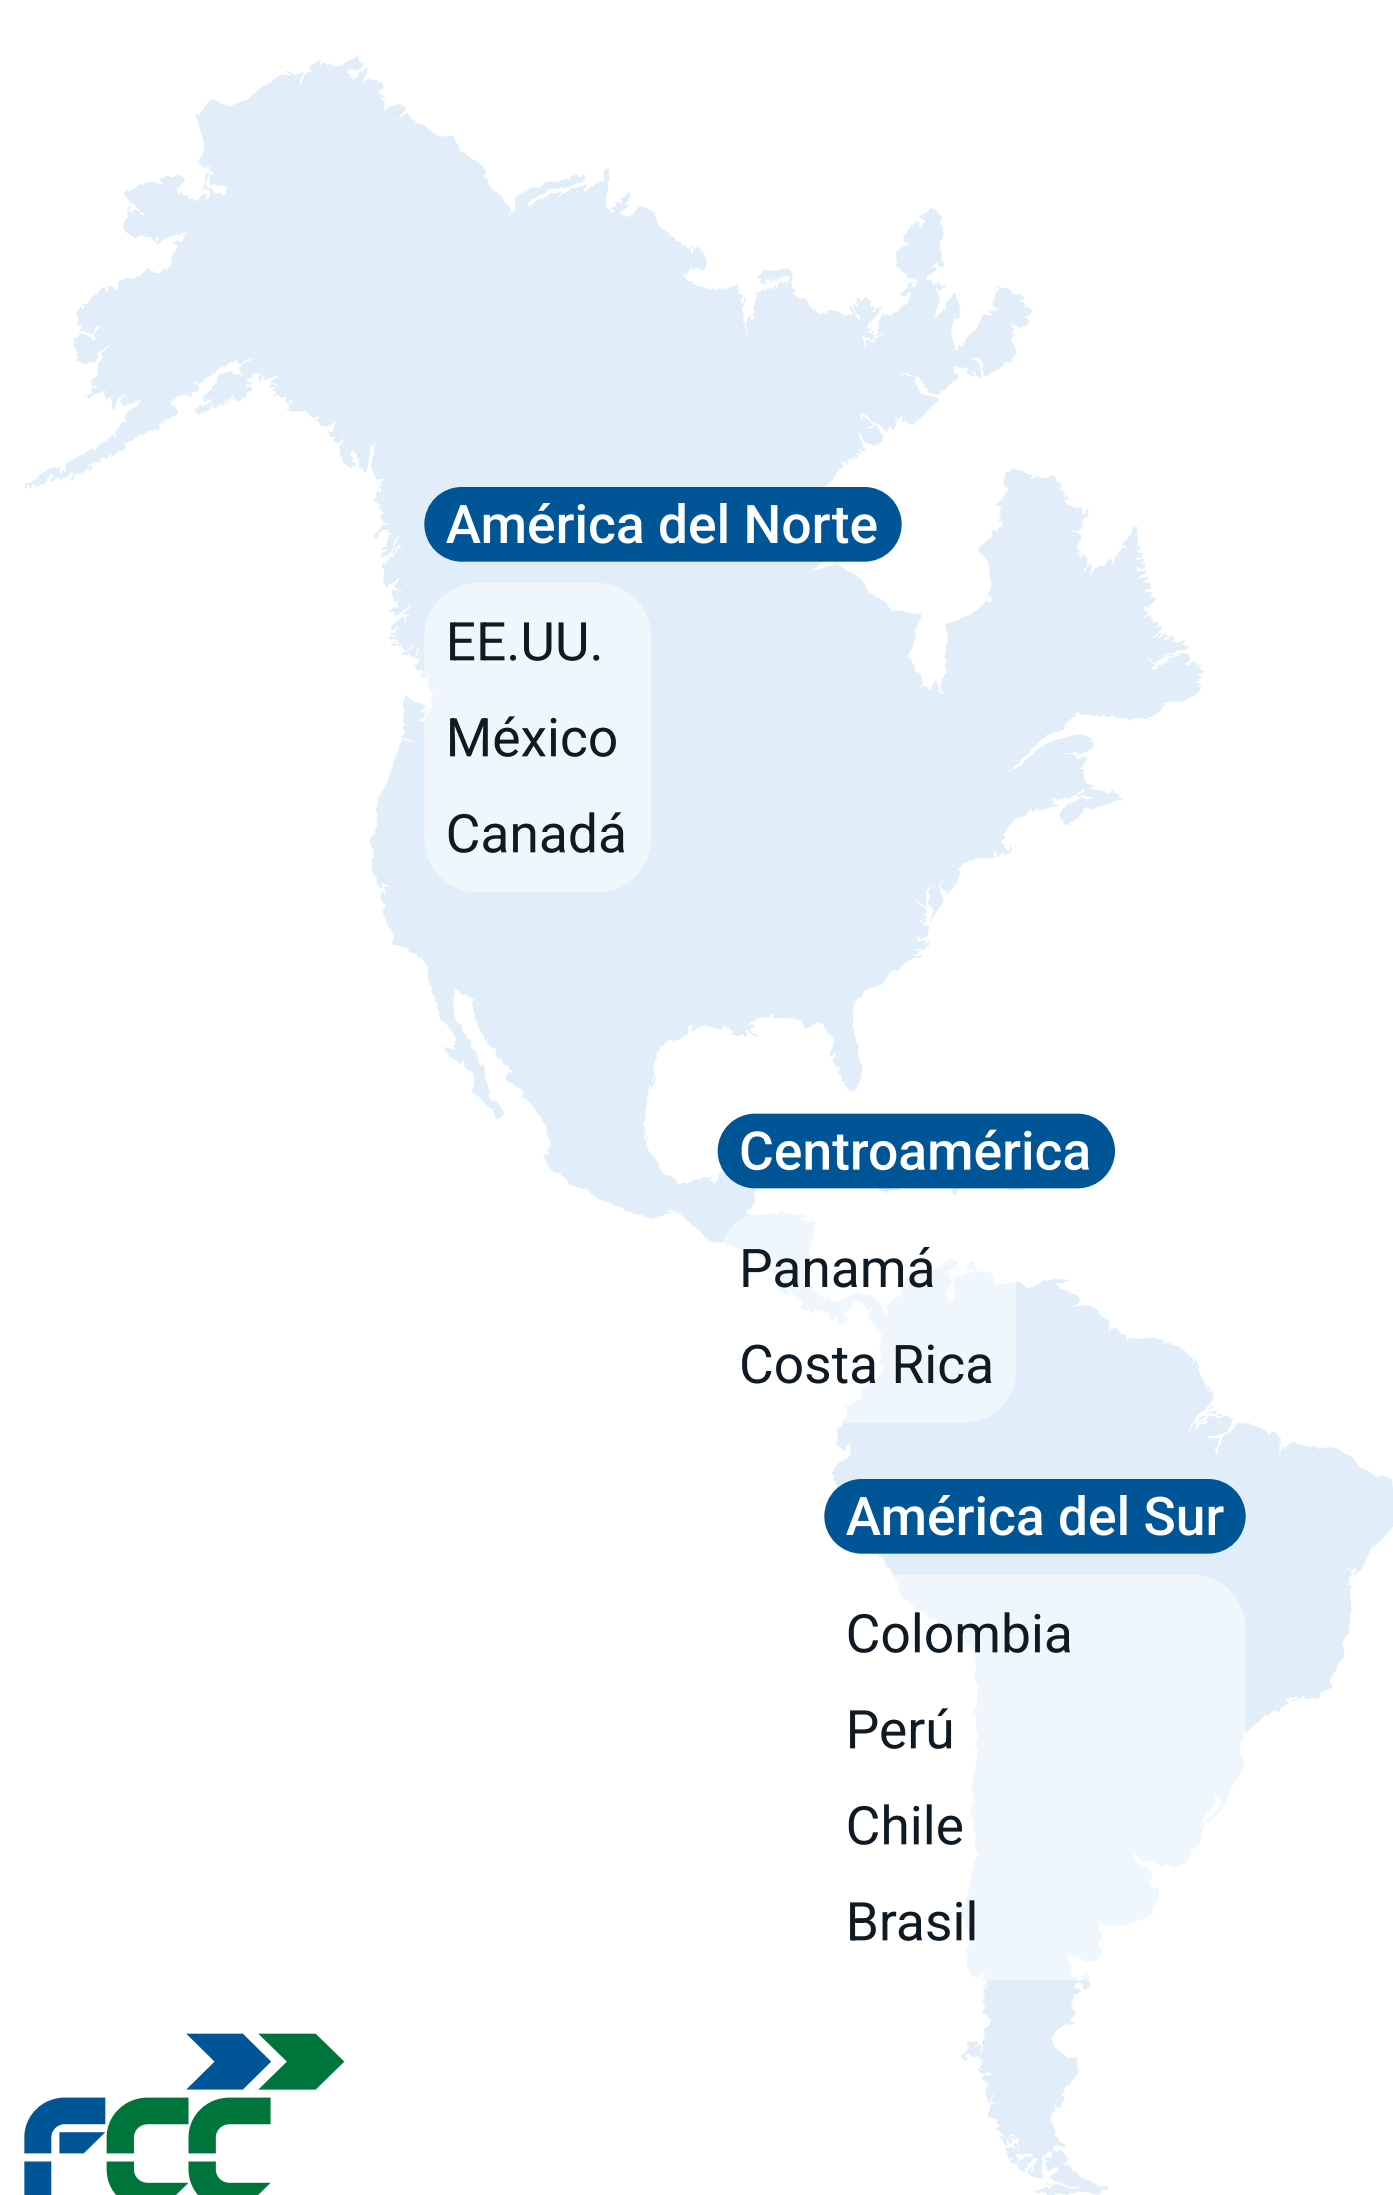 América del Norte
EE.UU.
México
Canadá
Centroamérica
Panamá
Costa Rica
América del Sur
Colombia
Perú
Chile
Brasil
FCC